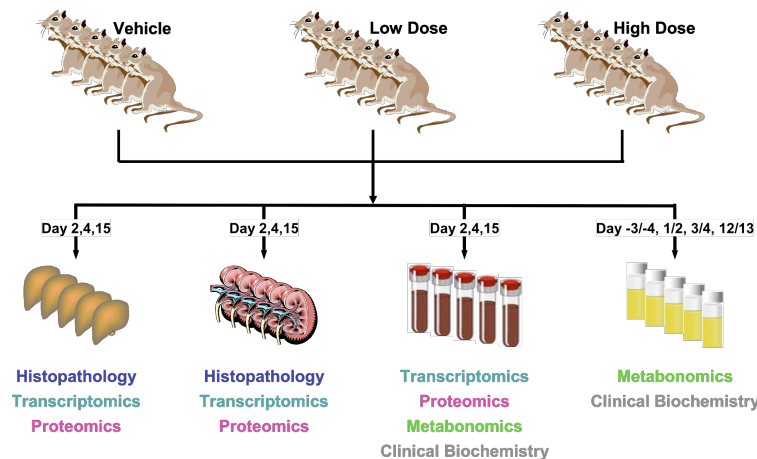 Vehicle
Low Dose
High Dose
Day 2,4,15
Day 2,4,15
Day 2,4,15
Day -3/-4, 1/2, 3/4, 12/13
Histopathology
Transcriptomics
Proteomics
Histopathology
Transcriptomics
Proteomics
Transcriptomics
Proteomics
Metabonomics
Clinical Biochemistry
Metabonomics
Clinical Biochemistry